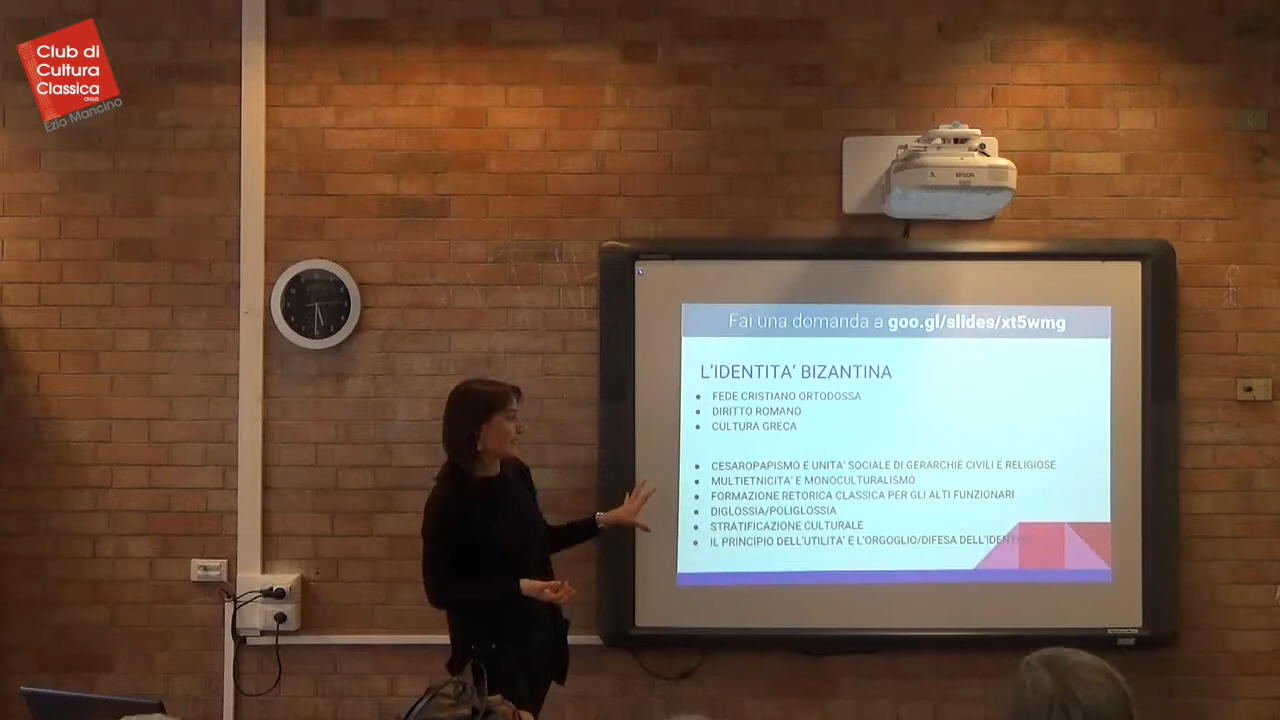 Club di
Cultura
Classica
ONLUS
Ezio Mancino
EPSON
Fai una domanda a goo.gl/slides/xt5wmg
L'IDENTITA' BIZANTINA
● FEDE CRISTIANO ORTODOSSA
● DIRITTO ROMANO
● CULTURA GRECA
● CESAROPAPISMO E UNITA' SOCIALE DI GERARCHIE CIVILI E RELIGIOSE
● MULTIETNICITA' E MONOCULTURALISMO
● FORMAZIONE RETORICA CLASSICA PER GLI ALTI FUNZIONARI
● DIGLOSSIA/POLIGLOSSIA
● STRATIFICAZIONE CULTURALE
● IL PRINCIPIO DELL'UTILITA' E L'ORGOGLIO/DIFESA